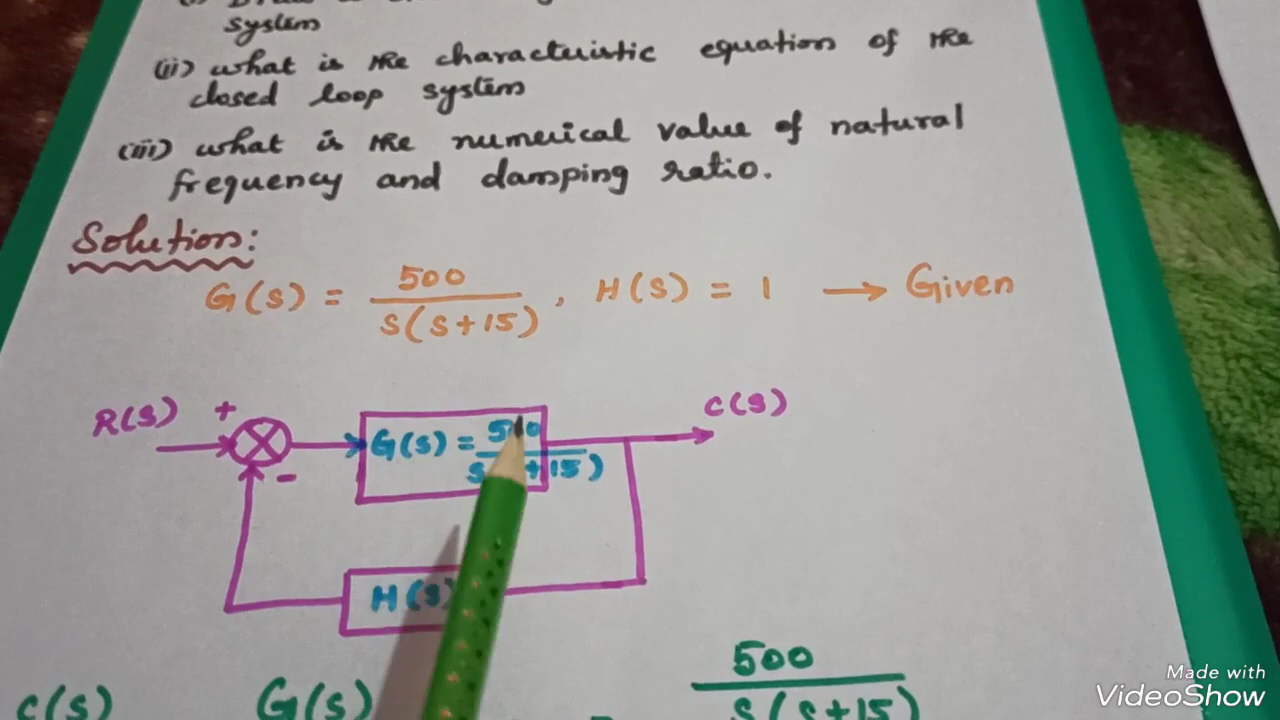 system
(ii) what is the characteristic equation of the
closed loop system
(iii) what is the numerical value of natural
frequency and damping ratio.
Solution:
G(s) = 500 / s(s+15) , H(s) = 1 → Given
R(s) + - C(s)
G(s) = 500 / s +15)
H(s)
500
C(s) G(s) s(s+15)
Made with
VideoShow